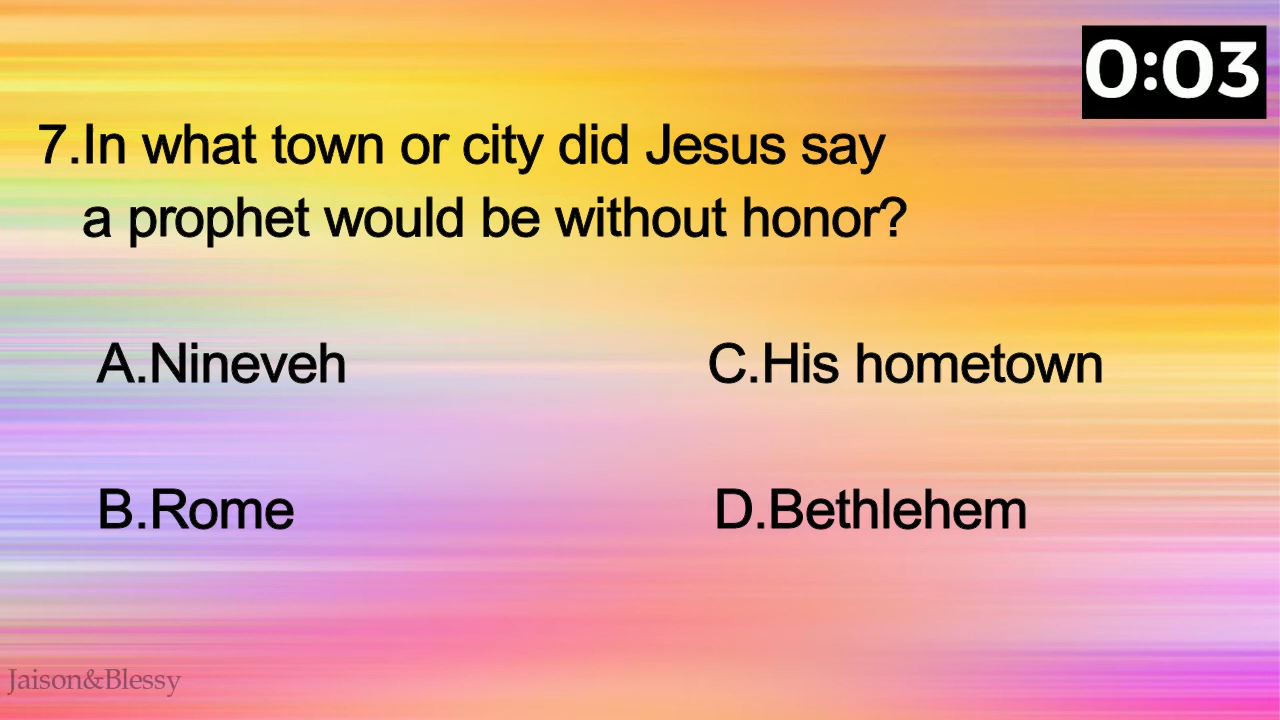 0:03
7.In what town or city did Jesus say
a prophet would be without honor?
A.Nineveh
C.His hometown
B.Rome
D.Bethlehem
Jaison&Blessy